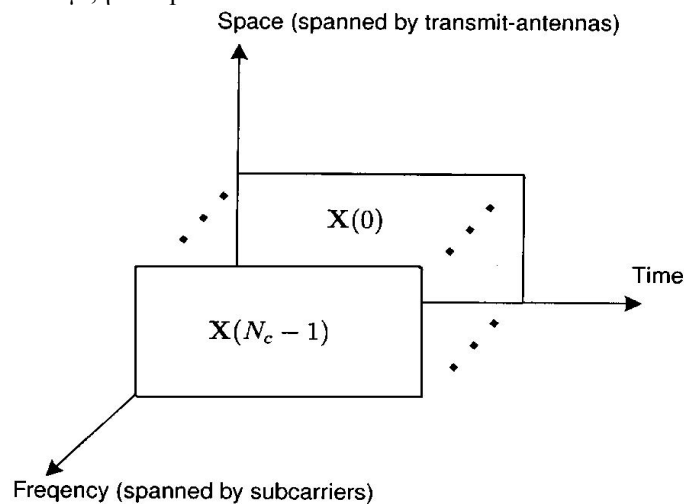 Space (spanned by transmit-antennas)
X(0)
Time
X(N_c − 1)
Freqency (spanned by subcarriers)